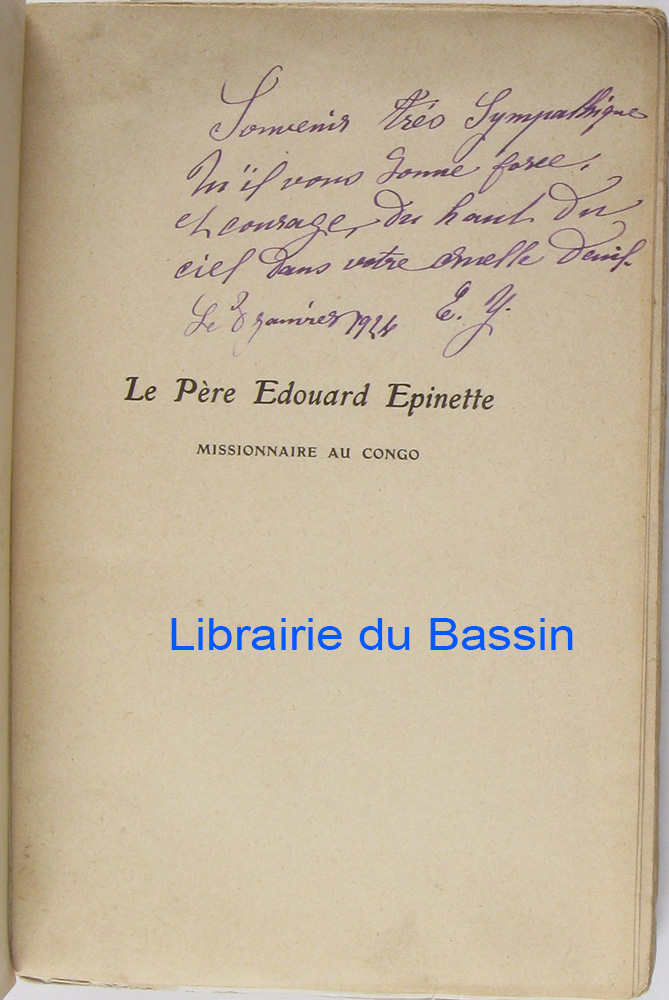 Souvenir très Sympathique
Qu'il vous donne force,
et courage, du haut du
ciel dans votre cruelle deuil.
Le janvier 1924 E. Y.
Le Père Edouard Epinette
MISSIONNAIRE AU CONGO
Librairie du Bassin